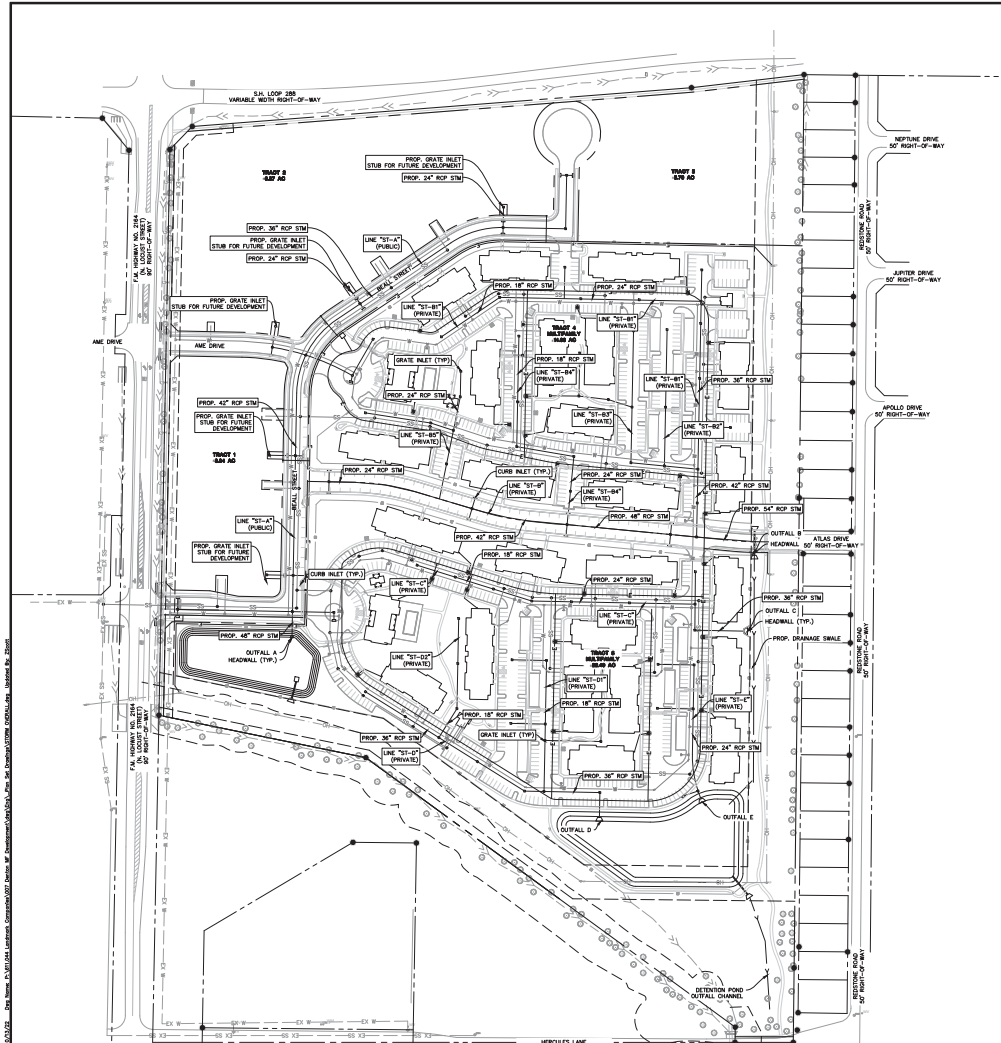 S.H. LOOP 288
VARIABLE WIDTH RIGHT-OF-WAY
NEPTUNE DRIVE
50' RIGHT-OF-WAY
PROP. GRATE INLET
STUB FOR FUTURE DEVELOPMENT
PROP. 24" RCP STM
TRACT 5
F.M. HIGHWAY NO. 2164
(N. LOCUST STREET)
90' RIGHT-OF-WAY
REDSTONE ROAD
50' RIGHT-OF-WAY
PROP. 36" RCP STM
PROP. GRATE INLET
STUB FOR FUTURE DEVELOPMENT
PROP. 24" RCP STM
LINE "ST-A"
(PUBLIC)
BEALL STREET
JUPITER DRIVE
50' RIGHT-OF-WAY
PROP. GRATE INLET
STUB FOR FUTURE DEVELOPMENT
LINE "ST-B1"
(PRIVATE)
PROP. 18" RCP STM
PROP. 24" RCP STM
LINE "ST-B1"
(PRIVATE)
TRACT 4
MULTIFAMILY
AME DRIVE
AME DRIVE
GRATE INLET (TYP)
PROP. 18" RCP STM
LINE "ST-B4"
(PRIVATE)
LINE "ST-B1"
(PRIVATE)
PROP. 36" RCP STM
PROP. 24" RCP STM
PROP. 42" RCP STM
PROP. GRATE INLET
STUB FOR FUTURE
DEVELOPMENT
LINE "ST-B3"
(PRIVATE)
LINE "ST-B2"
(PRIVATE)
APOLLO DRIVE
50' RIGHT-OF-WAY
LINE "ST-B5"
(PRIVATE)
TRACT 1
BEALL STREET
PROP. 24" RCP STM
CURB INLET (TYP.)
LINE "ST-B"
(PRIVATE)
PROP. 24" RCP STM
LINE "ST-B4"
(PRIVATE)
PROP. 42" RCP STM
PROP. 48" RCP STM
PROP. 54" RCP STM
LINE "ST-A"
(PUBLIC)
PROP. 42" RCP STM
OUTFALL B
HEADWALL
ATLAS DRIVE
50' RIGHT-OF-WAY
PROP. GRATE INLET
STUB FOR FUTURE
DEVELOPMENT
PROP. 18" RCP STM
CURB INLET (TYP.)
LINE "ST-C"
(PRIVATE)
PROP. 24" RCP STM
LINE "ST-C"
(PRIVATE)
PROP. 36" RCP STM
OUTFALL C
HEADWALL (TYP.)
PROP. DRAINAGE SWALE
PROP. 48" RCP STM
OUTFALL A
HEADWALL (TYP.)
LINE "ST-D2"
(PRIVATE)
MULTIFAMILY
LINE "ST-D1"
(PRIVATE)
LINE "ST-E"
(PRIVATE)
REDSTONE ROAD
50' RIGHT-OF-WAY
PROP. 18" RCP STM
PROP. 18" RCP STM
PROP. 36" RCP STM
LINE "ST-D"
(PRIVATE)
GRATE INLET (TYP)
PROP. 24" RCP STM
F.M. HIGHWAY NO. 2164
(N. LOCUST STREET)
90' RIGHT-OF-WAY
PROP. 36" RCP STM
OUTFALL D
OUTFALL E
DETENTION POND
OUTFALL CHANNEL
REDSTONE ROAD
50' RIGHT-OF-WAY
HERCULES LANE